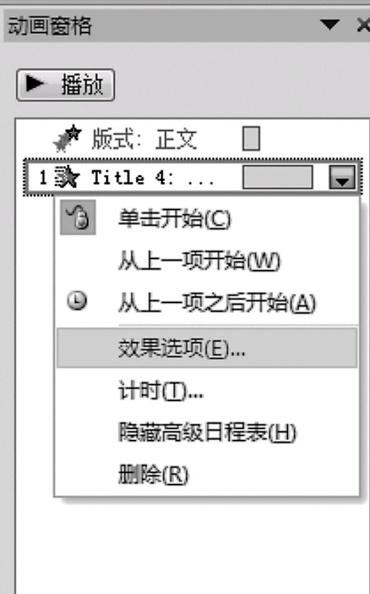 动画窗格
播放
版式: 正文
1 Title 4: ...
单击开始(C)
从上一项开始(W)
从上一项之后开始(A)
效果选项(E)...
计时(T)...
隐藏高级日程表(H)
删除(R)